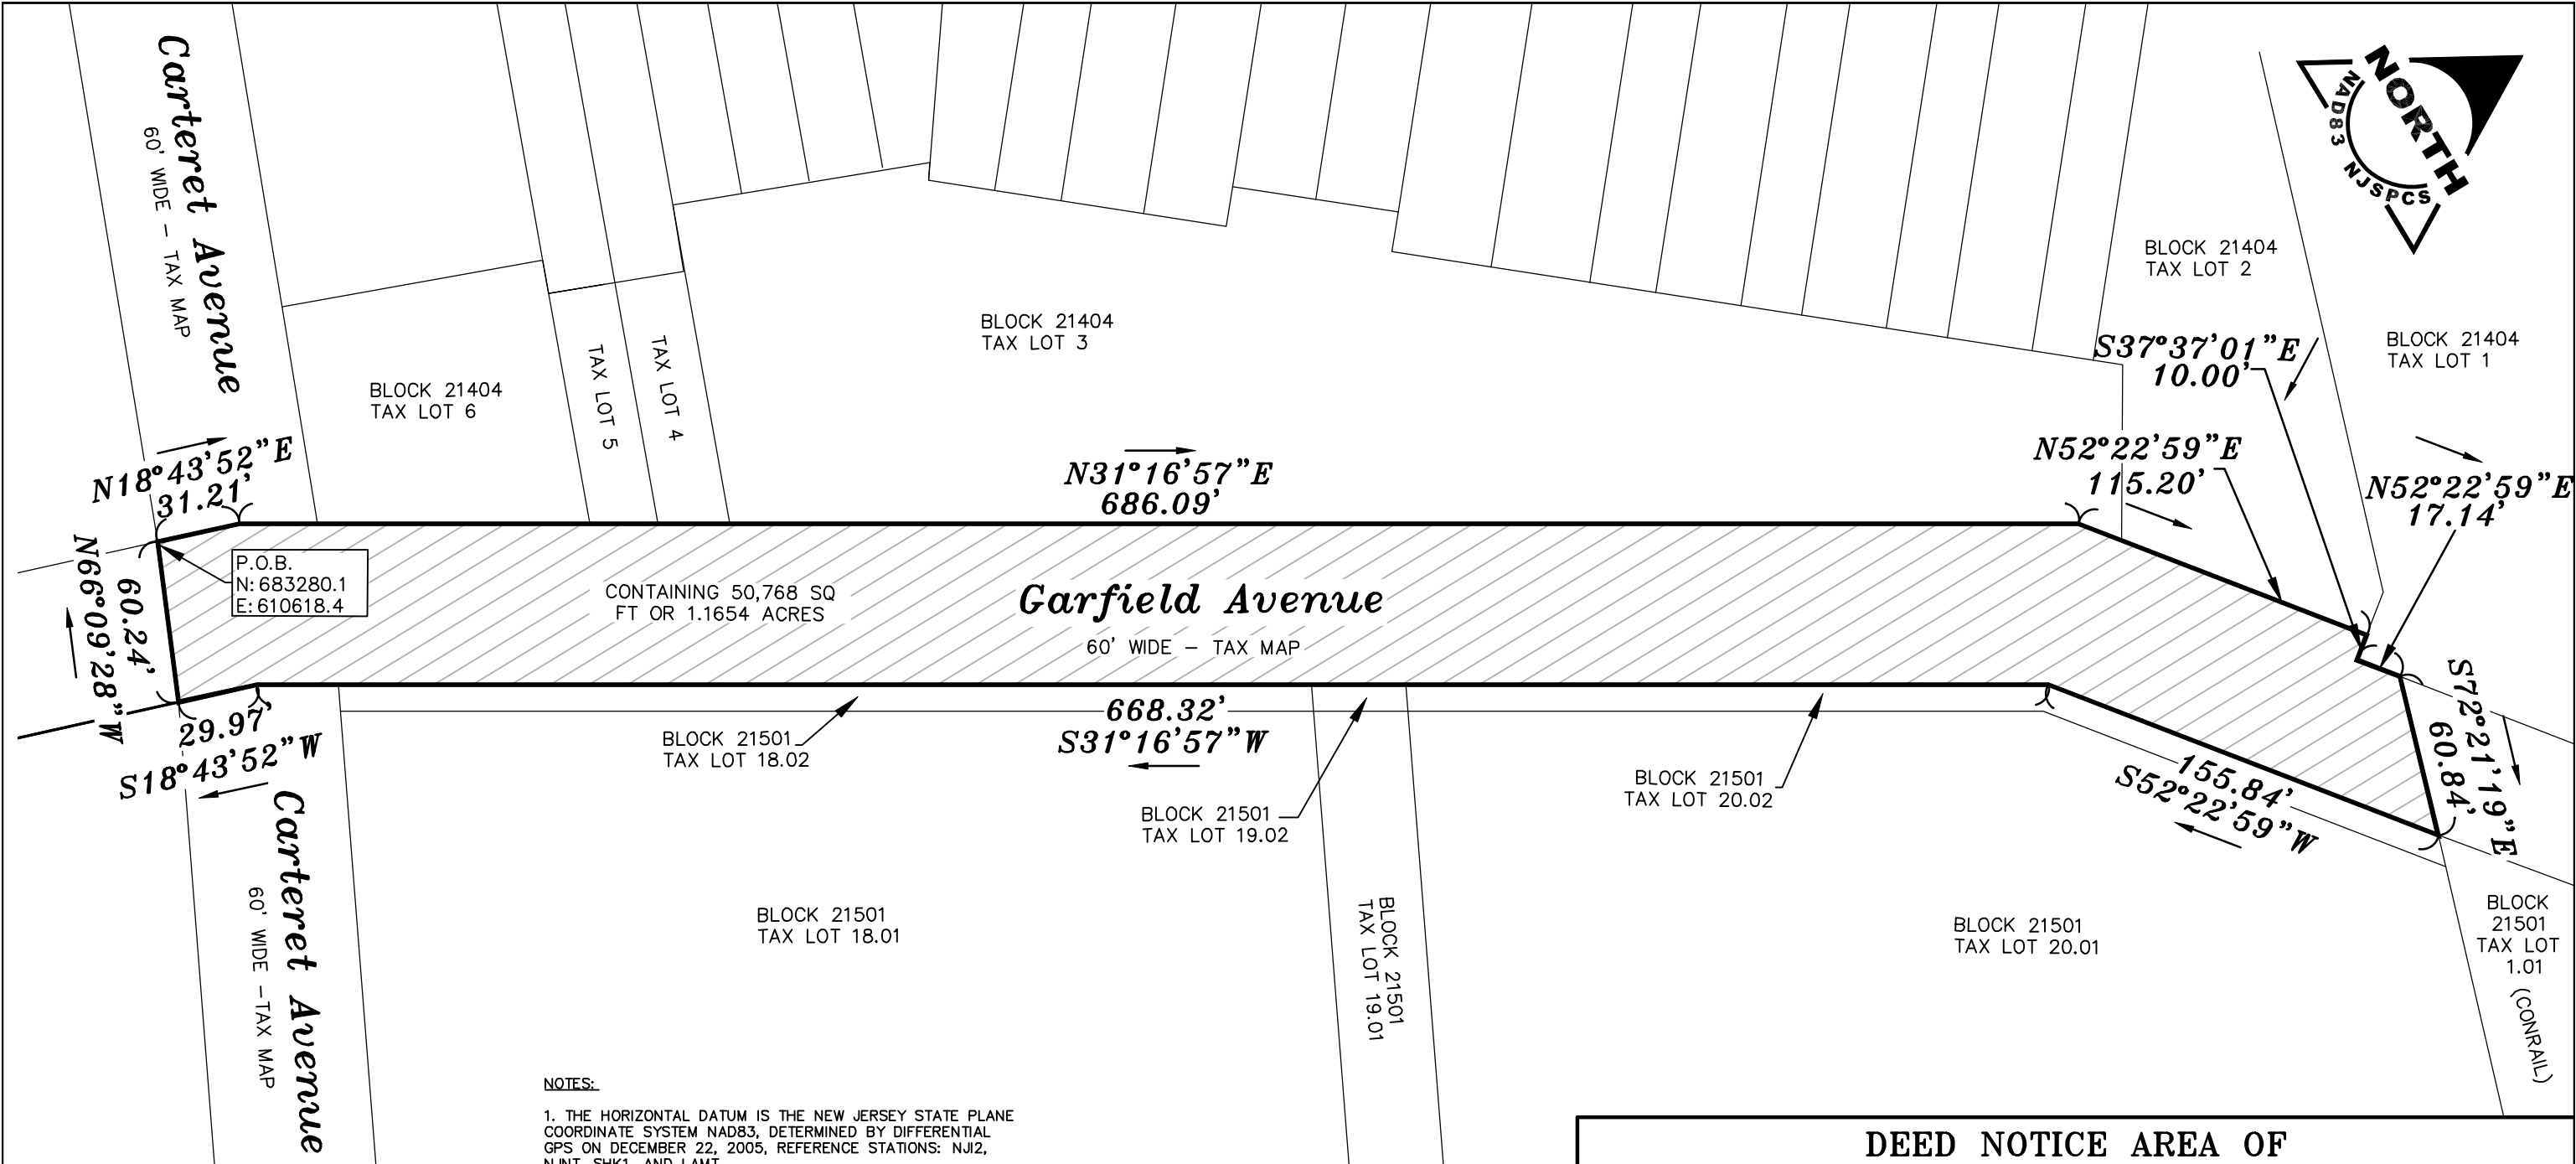 Carteret Avenue
60' WIDE - TAX MAP
NORTH
NAD83 NJSPCS
BLOCK 21404
TAX LOT 2
BLOCK 21404
TAX LOT 1
BLOCK 21404
TAX LOT 3
BLOCK 21404
TAX LOT 6
TAX LOT 5
TAX LOT 4
S37°37'01"E
10.00'
N52°22'59"E
115.20'
N52°22'59"E
17.14'
N18°43'52"E
31.21'
N31°16'57"E
686.09'
P.O.B.
N: 683280.1
E: 610618.4
60.24'
N66°09'28"W
CONTAINING 50,768 SQ
FT OR 1.1654 ACRES
Garfield Avenue
60' WIDE - TAX MAP
S72°21'19"E
60.84'
29.97'
S18°43'52"W
668.32'
S31°16'57"W
155.84'
S52°22'59"W
BLOCK 21501
TAX LOT 18.02
BLOCK 21501
TAX LOT 19.02
BLOCK 21501
TAX LOT 20.02
Carteret Avenue
60' WIDE -TAX MAP
BLOCK 21501
TAX LOT 18.01
BLOCK 21501
TAX LOT 19.01
BLOCK 21501
TAX LOT 20.01
BLOCK
21501
TAX LOT
1.01
(CONRAIL)
NOTES:
1. THE HORIZONTAL DATUM IS THE NEW JERSEY STATE PLANE
COORDINATE SYSTEM NAD83, DETERMINED BY DIFFERENTIAL
GPS ON DECEMBER 22, 2005, REFERENCE STATIONS: NJI2,
NJNT, SHK1, AND LAMT
DEED NOTICE AREA OF